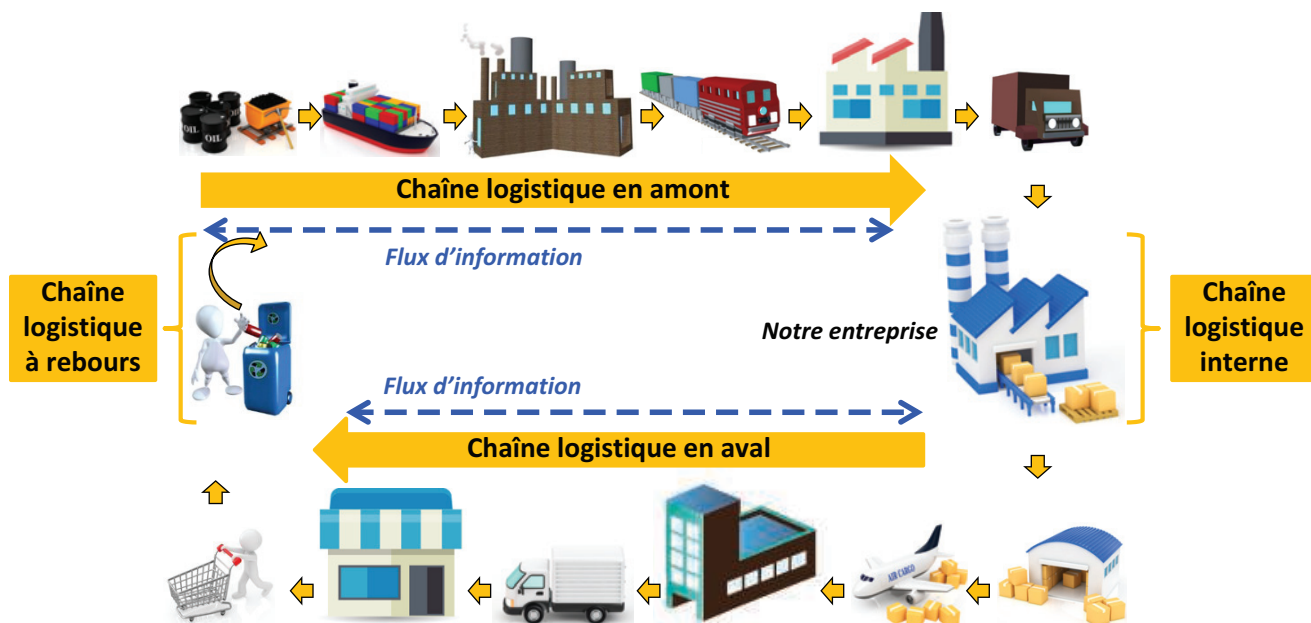 OIL
OIL
Chaîne logistique en amont
Flux d’information
Chaîne
logistique
à rebours
Notre entreprise
Chaîne
logistique
interne
Flux d’information
Chaîne logistique en aval
AIR CARGO